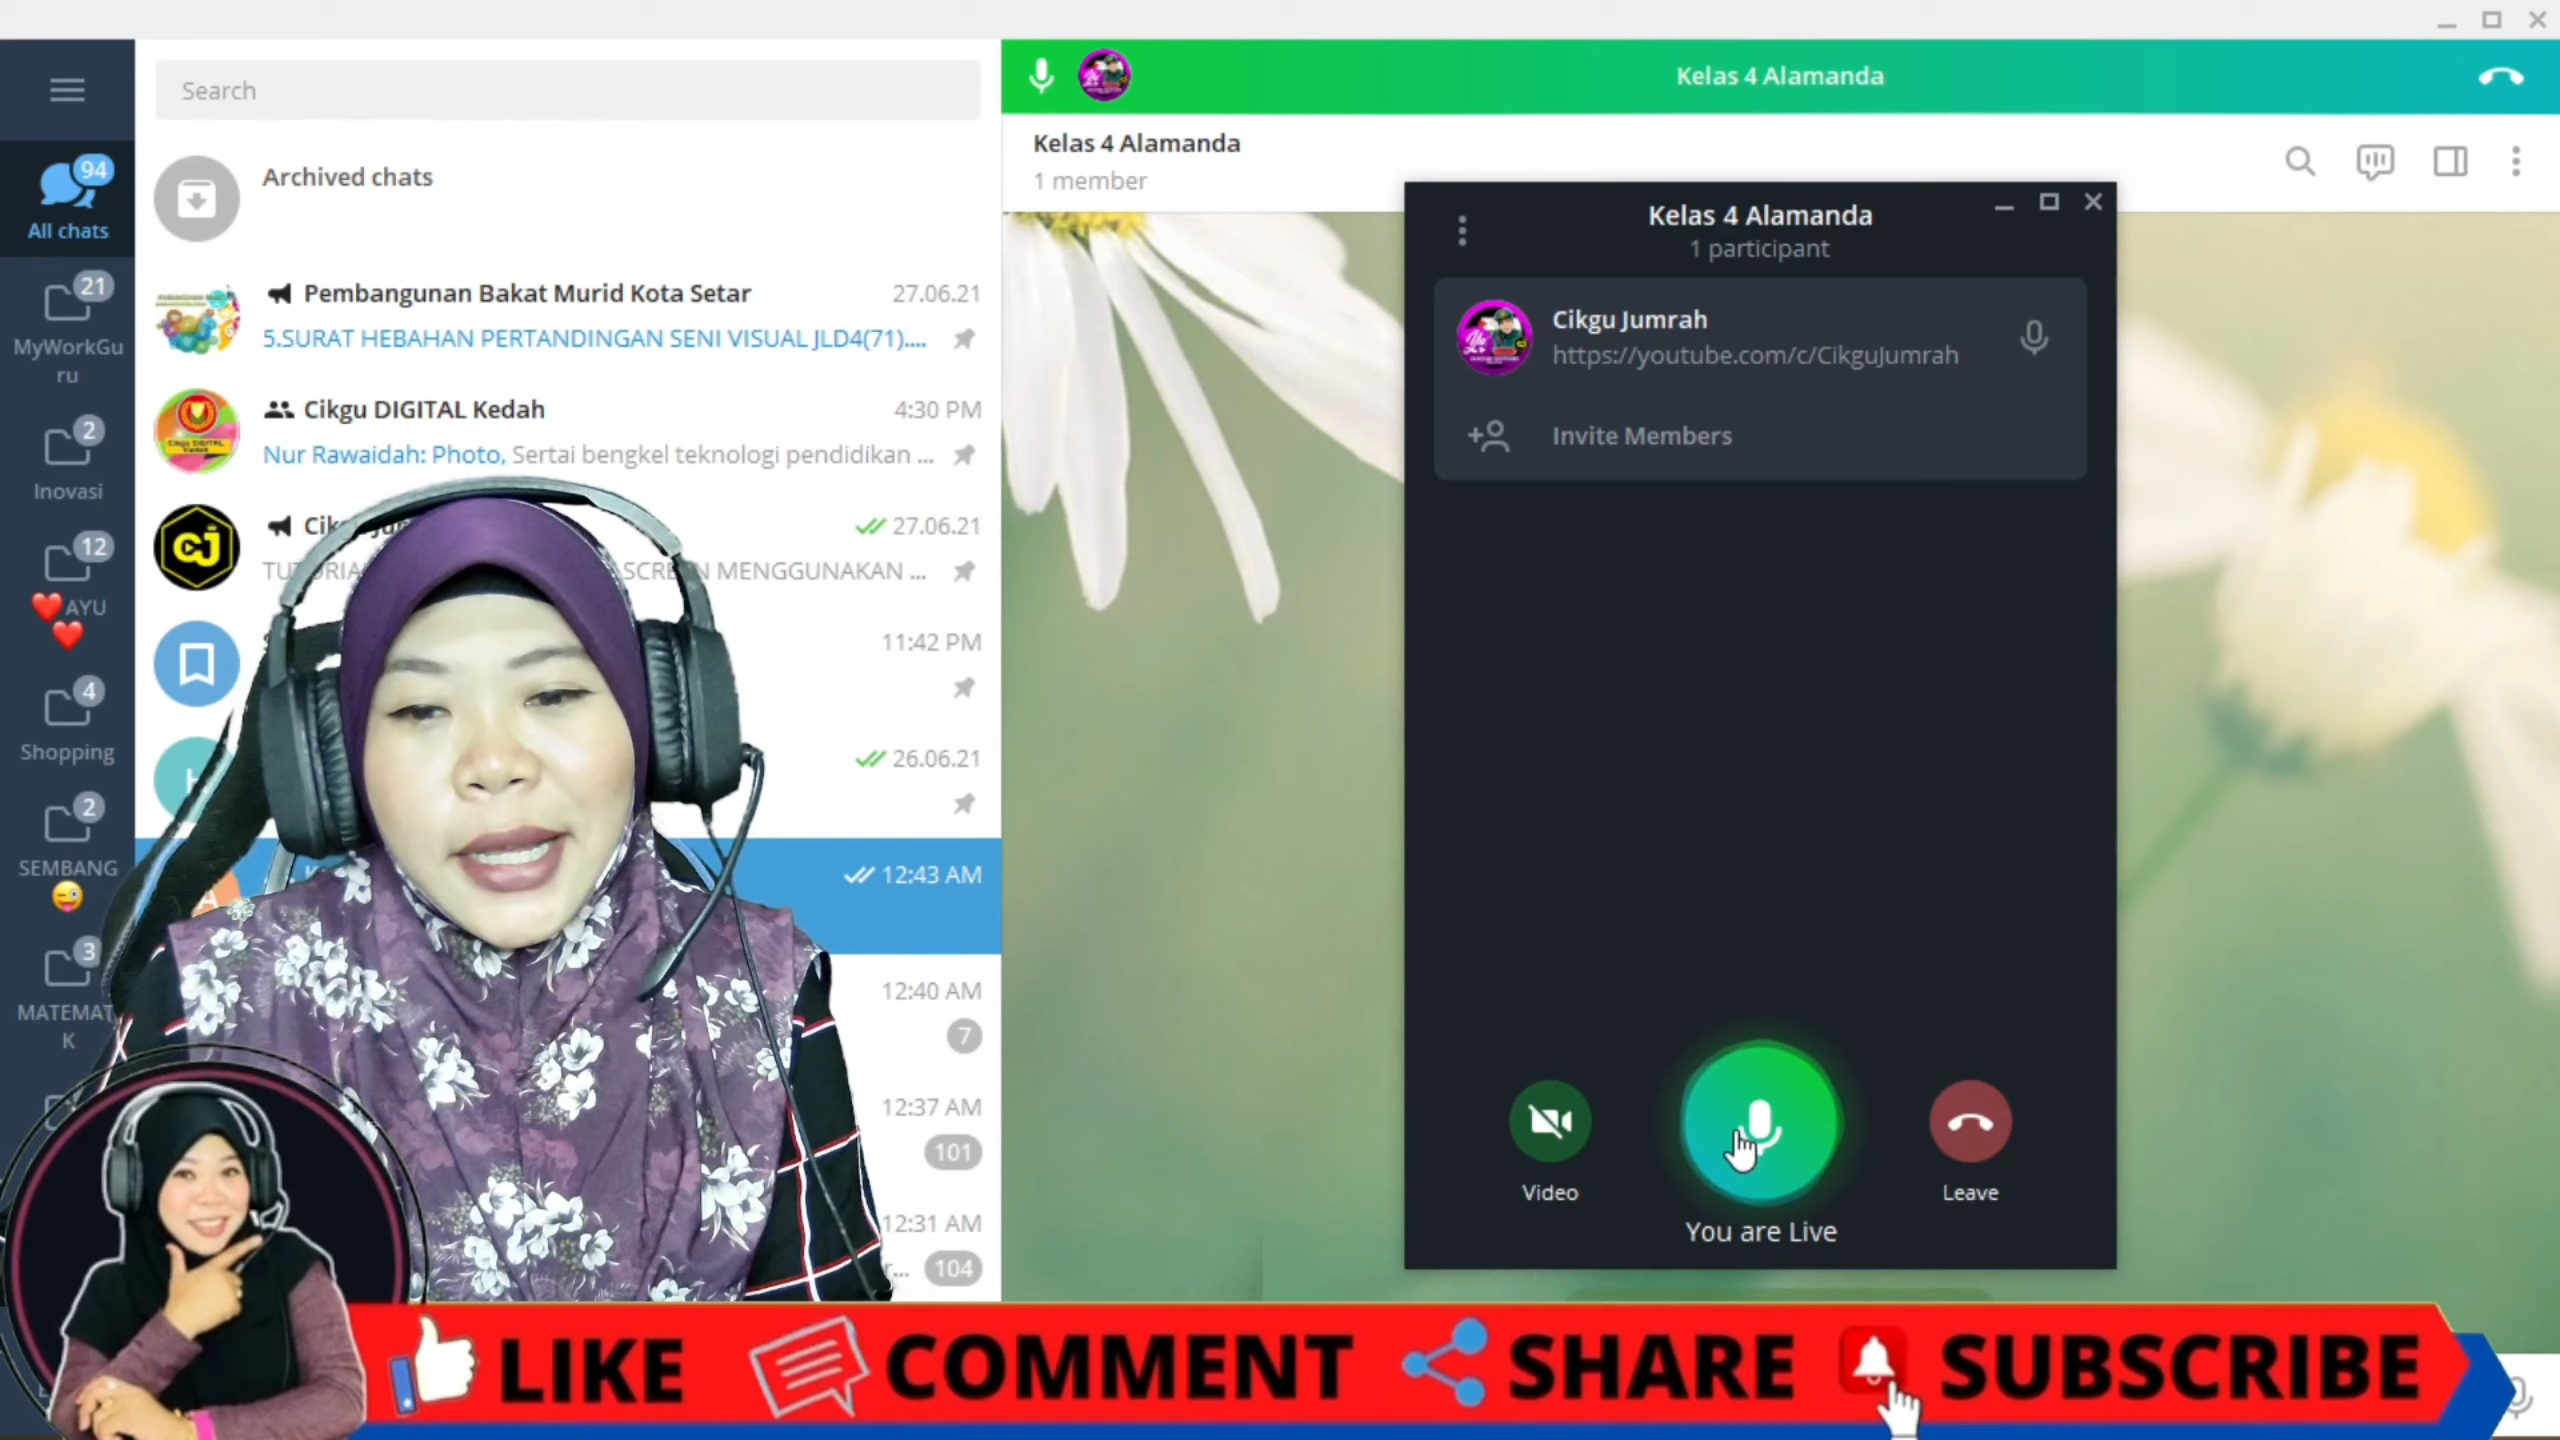 Search
Kelas 4 Alamanda
Kelas 4 Alamanda
1 member
94
All chats
21
MyWorkGu
ru
2
Inovasi
12
AYU
4
Shopping
2
SEMBANG
3
MATEMAT
K
Archived chats
Pembangunan Bakat Murid Kota Setar 27.06.21
5.SURAT HEBAHAN PERTANDINGAN SENI VISUAL JLD4(71)....
Cikgu DIGITAL Kedah 4:30 PM
Nur Rawaidah: Photo, Sertai bengkel teknologi pendidikan ...
CJ
27.06.21
MENGGUNAKAN ...
11:42 PM
26.06.21
12:43 AM
12:40 AM
7
12:37 AM
101
12:31 AM
104
Kelas 4 Alamanda
1 participant
Cikgu Jumrah
https://youtube.com/c/CikguJumrah
Invite Members
Video
Leave
You are Live
LIKE COMMENT SHARE SUBSCRIBE